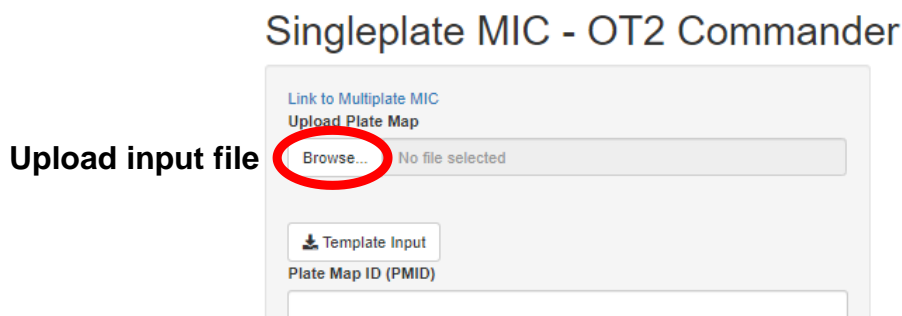 Singleplate MIC - OT2 Commander
Link to Multiplate MIC
Upload Plate Map
Upload input file
Browse... No file selected
Template Input
Plate Map ID (PMID)